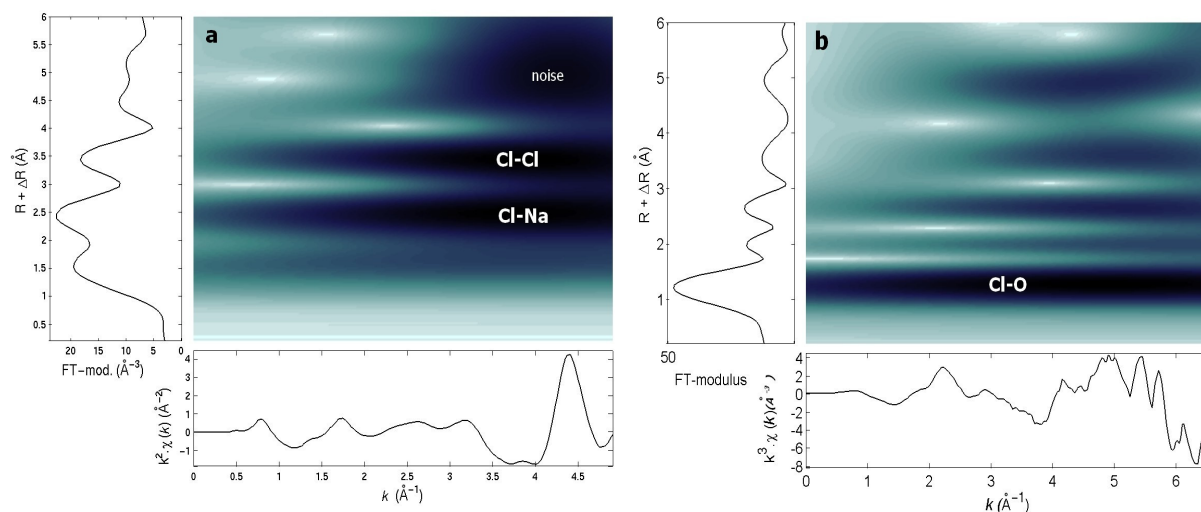 a
noise
Cl-Cl
Cl-Na
R + ΔR (Å)
6
5.5
5
4.5
4
3.5
3
2.5
2
1.5
1
0.5
20 15 10 5 0
FT-mod. (Å⁻³)
k².χ(k) (Å⁻²)
4
3
2
1
0
-1
0 0.5 1 1.5 2 2.5 3 3.5 4 4.5
k (Å⁻¹)
b
Cl-O
R + ΔR (Å)
6
5
4
3
2
1
50
FT-modulus
k³.χ(k)(Å⁻³)
4
2
0
-2
-4
-6
-8
0 1 2 3 4 5 6
k (Å⁻¹)